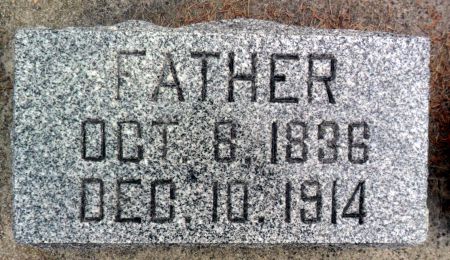 FATHER
OCT. 8. 1836
DEC. 10. 1914